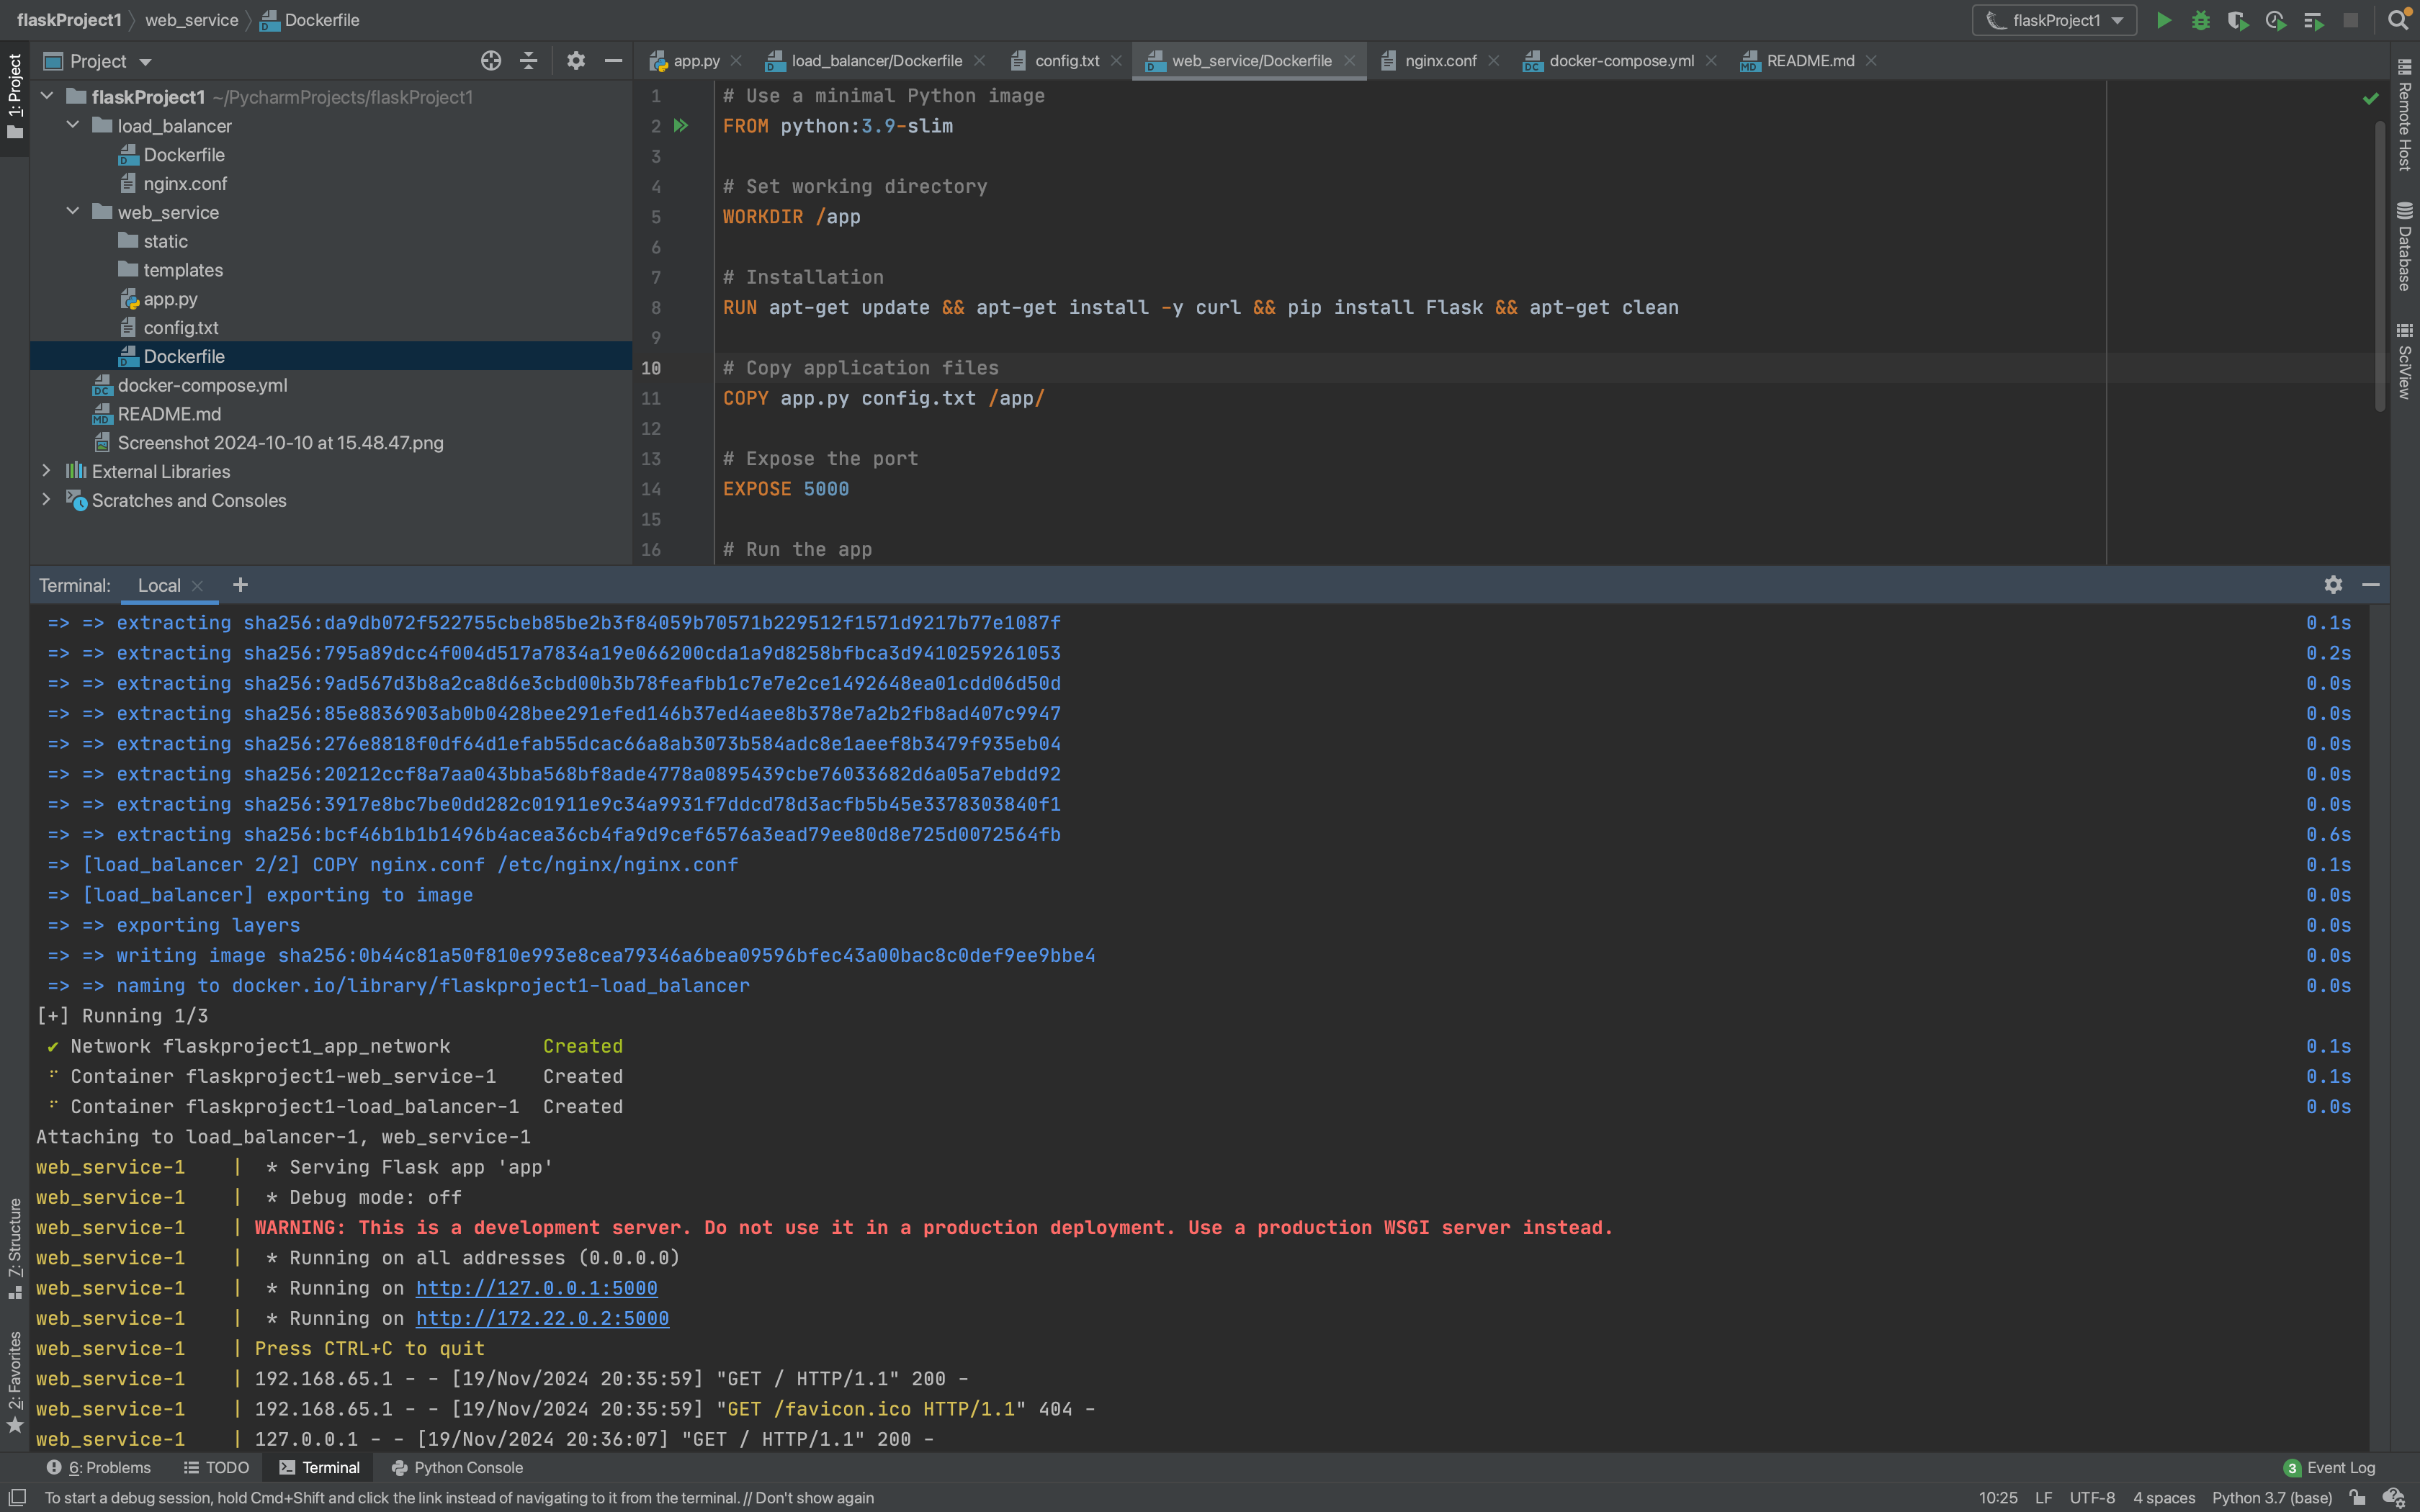 flaskProject1 web_service Dockerfile
flaskProject1
Project
app.py load_balancer/Dockerfile config.txt web_service/Dockerfile nginx.conf docker-compose.yml README.md
1: Project
flaskProject1 ~/PycharmProjects/flaskProject1
load_balancer
Dockerfile
nginx.conf
web_service
static
templates
app.py
config.txt
Dockerfile
docker-compose.yml
README.md
Screenshot 2024-10-10 at 15.48.47.png
External Libraries
Scratches and Consoles
1 # Use a minimal Python image
2 FROM python:3.9-slim
3
4 # Set working directory
5 WORKDIR /app
6
7 # Installation
8 RUN apt-get update && apt-get install -y curl && pip install Flask && apt-get clean
9
10 # Copy application files
11 COPY app.py config.txt /app/
12
13 # Expose the port
14 EXPOSE 5000
15
16 # Run the app
Remote Host
Database
SciView
Terminal: Local +
=> => extracting sha256:da9db072f522755cbeb85be2b3f84059b70571b229512f1571d9217b77e1087f 0.1s
=> => extracting sha256:795a89dcc4f004d517a7834a19e066200cda1a9d8258bfbca3d9410259261053 0.2s
=> => extracting sha256:9ad567d3b8a2ca8d6e3cbd00b3b78feafbb1c7e7e2ce1492648ea01cdd06d50d 0.0s
=> => extracting sha256:85e8836903ab0b0428bee291efed146b37ed4aee8b378e7a2b2fb8ad407c9947 0.0s
=> => extracting sha256:276e8818f0df64d1efab55dcac66a8ab3073b584adc8e1aeef8b3479f935eb04 0.0s
=> => extracting sha256:20212ccf8a7aa043bba568bf8ade4778a0895439cbe76033682d6a05a7ebdd92 0.0s
=> => extracting sha256:3917e8bc7be0dd282c01911e9c34a9931f7ddcd78d3acfb5b45e3378303840f1 0.0s
=> => extracting sha256:bcf46b1b1b1496b4acea36cb4fa9d9cef6576a3ead79ee80d8e725d0072564fb 0.6s
=> [load_balancer 2/2] COPY nginx.conf /etc/nginx/nginx.conf 0.1s
=> [load_balancer] exporting to image 0.0s
=> => exporting layers 0.0s
=> => writing image sha256:0b44c81a50f810e993e8cea79346a6bea09596bfec43a00bac8c0def9ee9bbe4 0.0s
=> => naming to docker.io/library/flaskproject1-load_balancer 0.0s
[+] Running 1/3
✔ Network flaskproject1_app_network Created 0.1s
Container flaskproject1-web_service-1 Created 0.1s
Container flaskproject1-load_balancer-1 Created 0.0s
Attaching to load_balancer-1, web_service-1
web_service-1 | * Serving Flask app 'app'
web_service-1 | * Debug mode: off
web_service-1 | WARNING: This is a development server. Do not use it in a production deployment. Use a production WSGI server instead.
web_service-1 | * Running on all addresses (0.0.0.0)
web_service-1 | * Running on http://127.0.0.1:5000
web_service-1 | * Running on http://172.22.0.2:5000
web_service-1 | Press CTRL+C to quit
web_service-1 | 192.168.65.1 - - [19/Nov/2024 20:35:59] "GET / HTTP/1.1" 200 -
web_service-1 | 192.168.65.1 - - [19/Nov/2024 20:35:59] "GET /favicon.ico HTTP/1.1" 404 -
web_service-1 | 127.0.0.1 - - [19/Nov/2024 20:36:07] "GET / HTTP/1.1" 200 -
7: Structure
2: Favorites
6: Problems TODO Terminal Python Console 3 Event Log
To start a debug session, hold Cmd+Shift and click the link instead of navigating to it from the terminal. // Don't show again 10:25 LF UTF-8 4 spaces Python 3.7 (base)